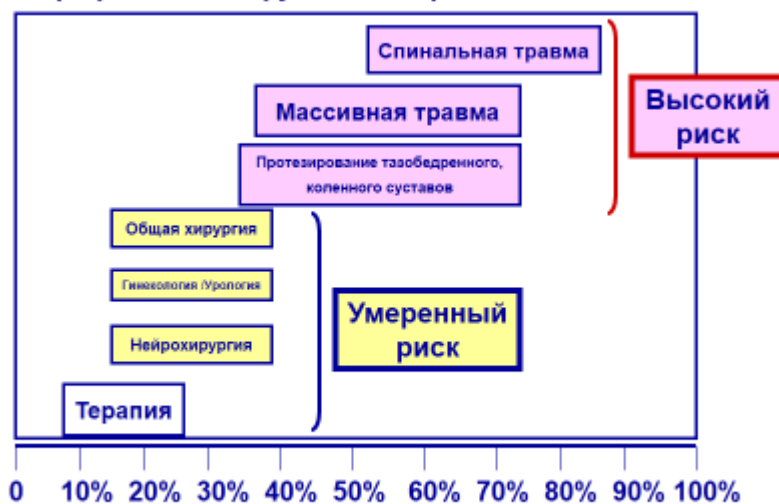 Спинальная травма
Высокий
риск
Массивная травма
Протезирование тазобедренного,
коленного суставов
Общая хирургия
Гинекология /Урология
Умеренный
риск
Нейрохирургия
Терапия
0 10% 20% 30% 40% 50% 60% 70% 80% 90% 100%